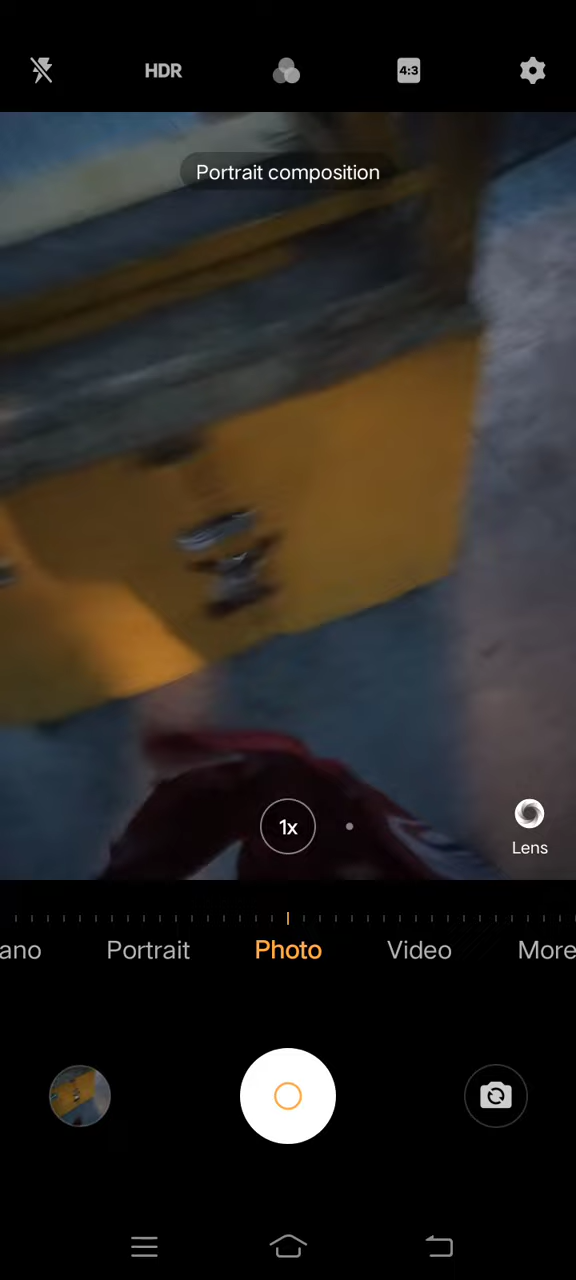 HDR
4:3
Portrait composition
1x
Lens
ano
Portrait
Photo
Video
More